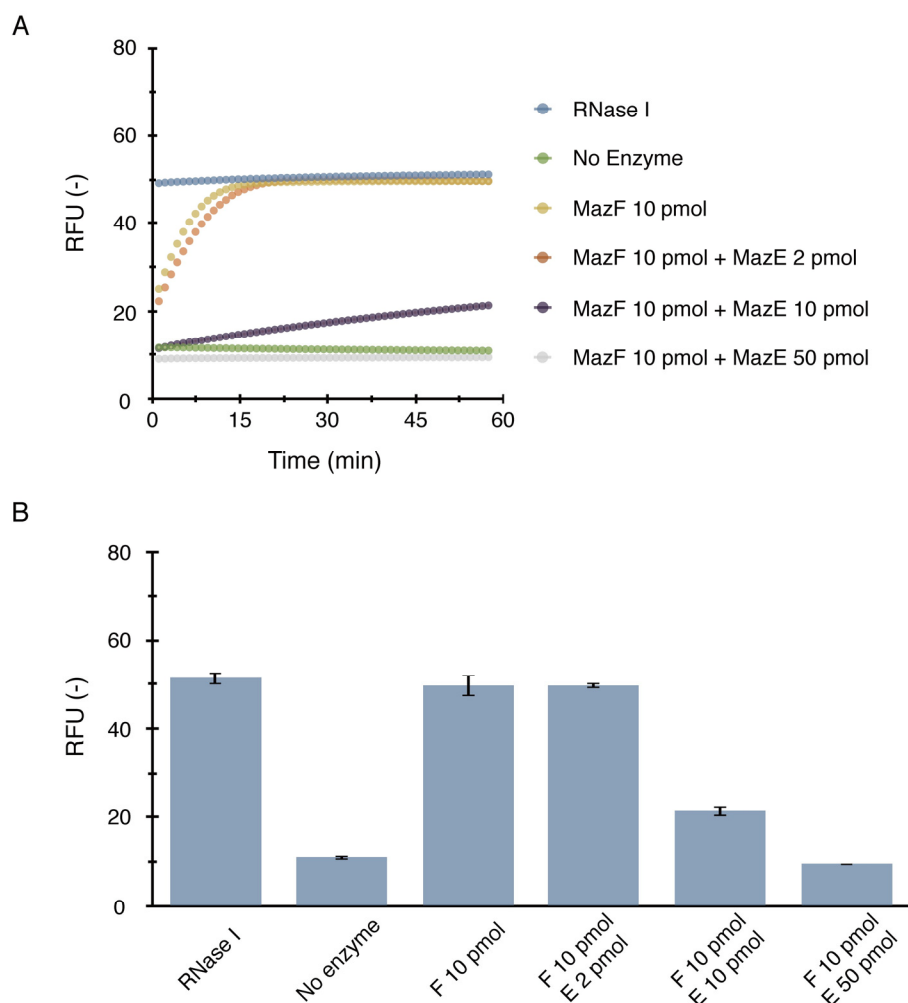 A
80
60
40
20
0
RFU (-)
0 15 30 45 60
Time (min)
RNase I
No Enzyme
MazF 10 pmol
MazF 10 pmol + MazE 2 pmol
MazF 10 pmol + MazE 10 pmol
MazF 10 pmol + MazE 50 pmol
B
80
60
40
20
0
RFU (-)
RNase I
No enzyme
F 10 pmol
F 10 pmol
E 2 pmol
F 10 pmol
E 10 pmol
F 10 pmol
E 50 pmol